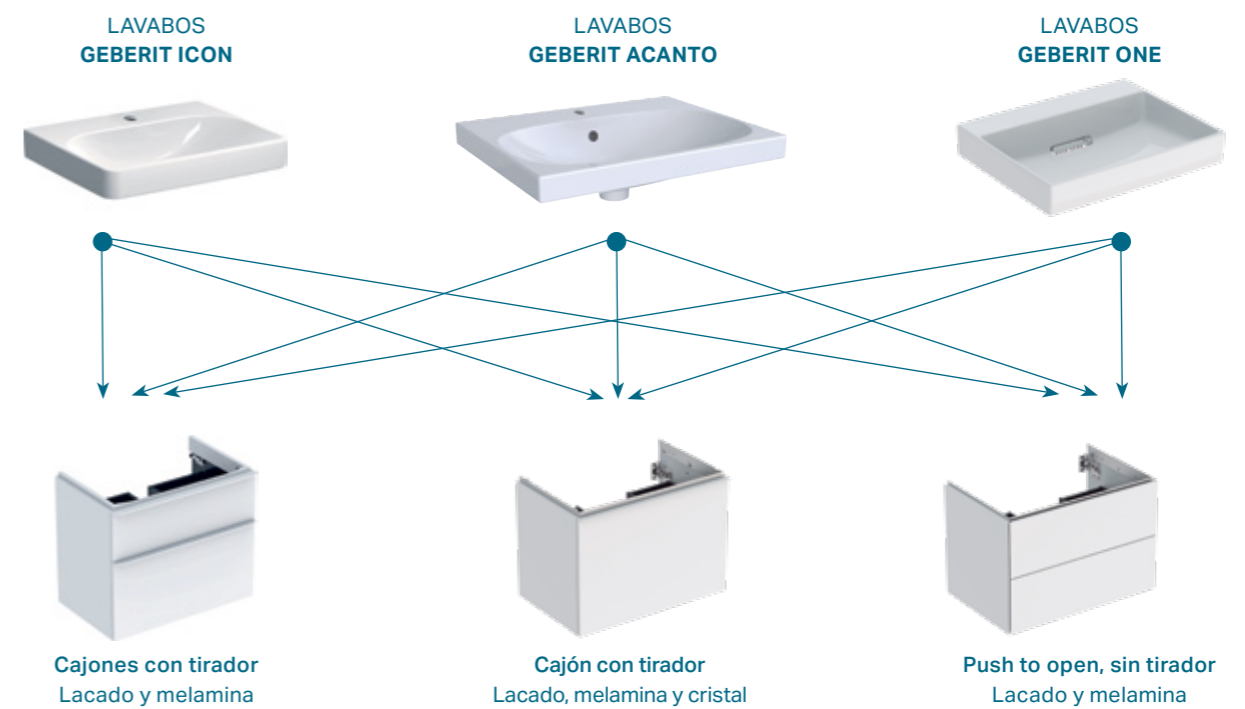 LAVABOS
GEBERIT ICON
LAVABOS
GEBERIT ACANTO
LAVABOS
GEBERIT ONE
Cajones con tirador
Lacado y melamina
Cajón con tirador
Lacado, melamina y cristal
Push to open, sin tirador
Lacado y melamina